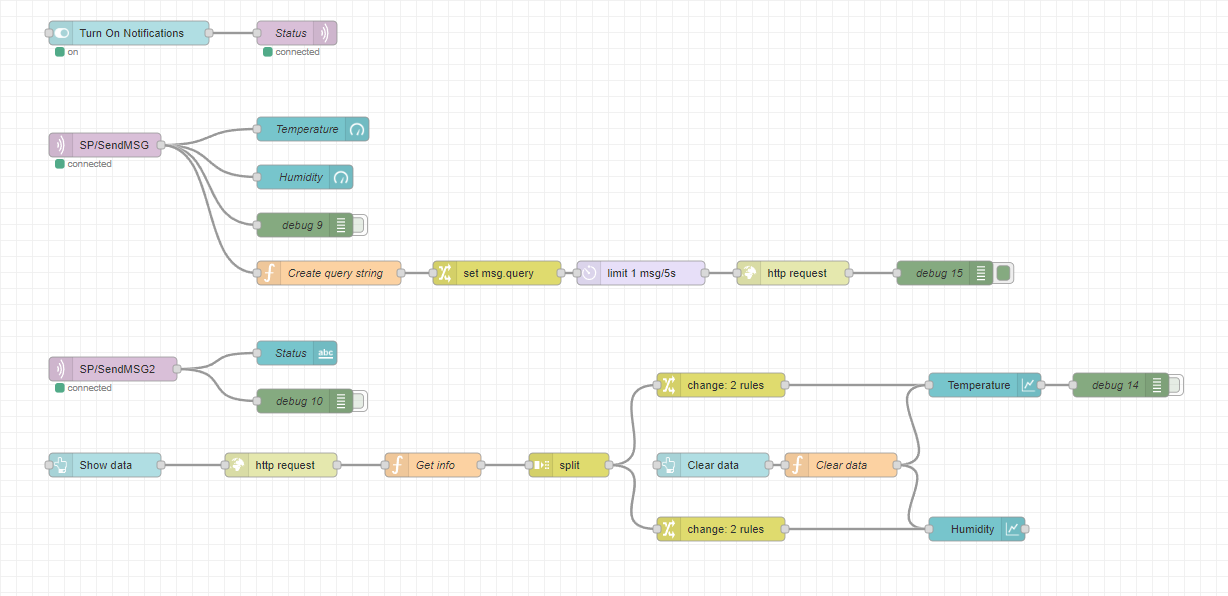 Turn On Notifications
Status
on
connected
SP/SendMSG
connected
Temperature
Humidity
debug 9
Create query string
set msg.query
limit 1 msg/5s
http request
debug 15
SP/SendMSG2
connected
Status
abc
debug 10
change: 2 rules
Temperature
debug 14
Show data
http request
Get info
split
Clear data
Clear data
change: 2 rules
Humidity